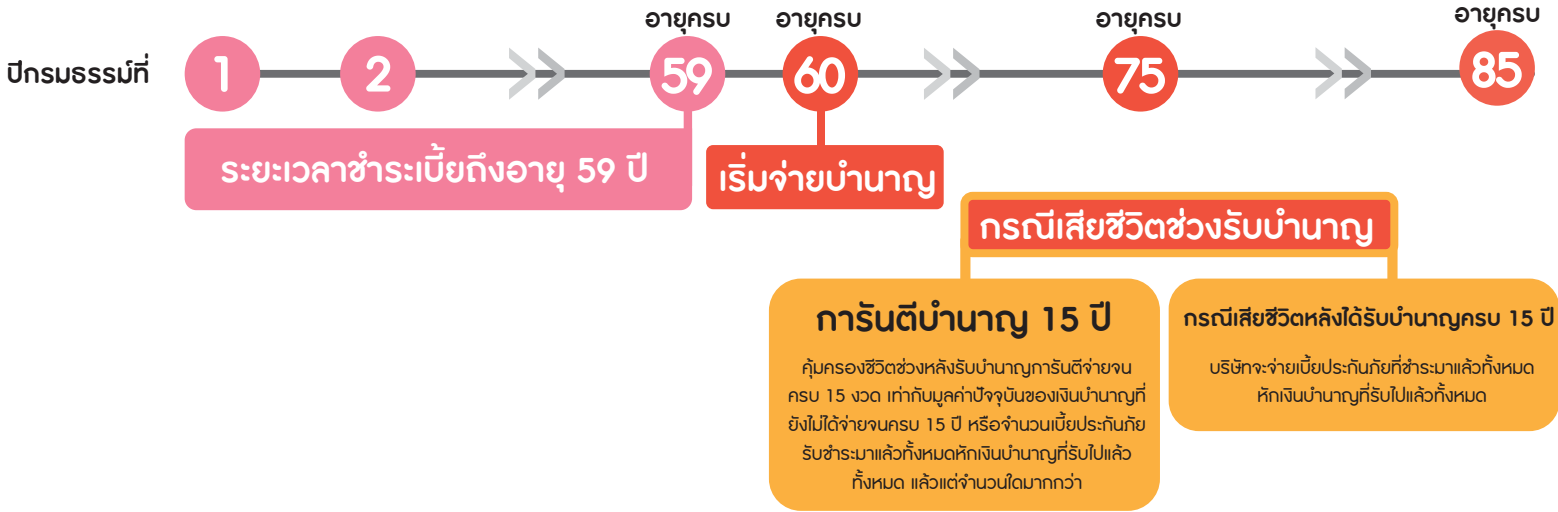 อายุครบ
อายุครบ
อายุครบ
อายุครบ
ปีกรมธรรม์ที่
1
2
59
60
75
85
ระยะเวลาชำระเบี้ยถึงอายุ 59 ปี
เริ่มจ่ายบำนาญ
กรณีเสียชีวิตช่วงรับบำนาญ
การันตีบำนาญ 15 ปี
คุ้มครองชีวิตช่วงหลังรับบำนาญการันตีจ่ายจน
ครบ 15 งวด เท่ากับมูลค่าปัจจุบันของเงินบำนาญที่
ยังไม่ได้จ่ายจนครบ 15 ปี หรือจำนวนเบี้ยประกันภัย
รับชำระมาแล้วทั้งหมดหักเงินบำนาญที่รับไปแล้ว
ทั้งหมด แล้วแต่จำนวนใดมากกว่า
กรณีเสียชีวิตหลังได้รับบำนาญครบ 15 ปี
บริษัทจะจ่ายเบี้ยประกันภัยที่ชำระมาแล้วทั้งหมด
หักเงินบำนาญที่รับไปแล้วทั้งหมด